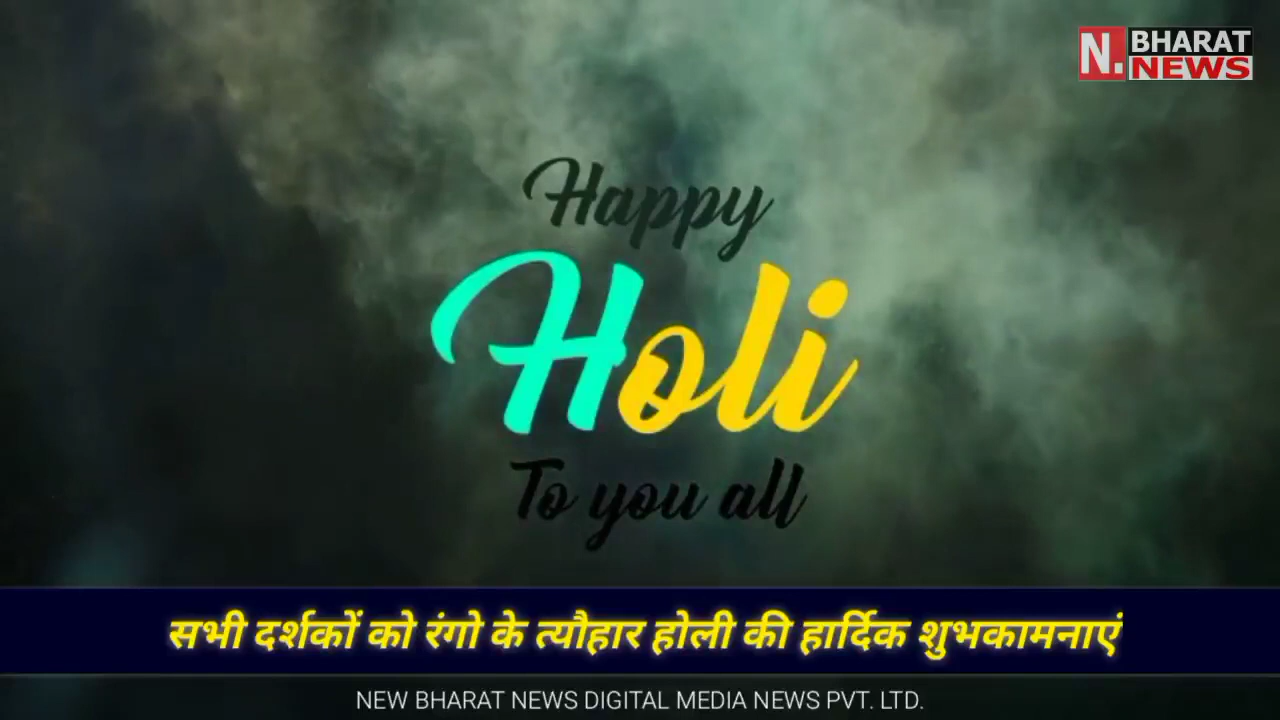 N. BHARAT
NEWS
Happy
Holi
To you all
सभी दर्शकों को रंगो के त्यौहार होली की हार्दिक शुभकामनाएं
NEW BHARAT NEWS DIGITAL MEDIA NEWS PVT. LTD.